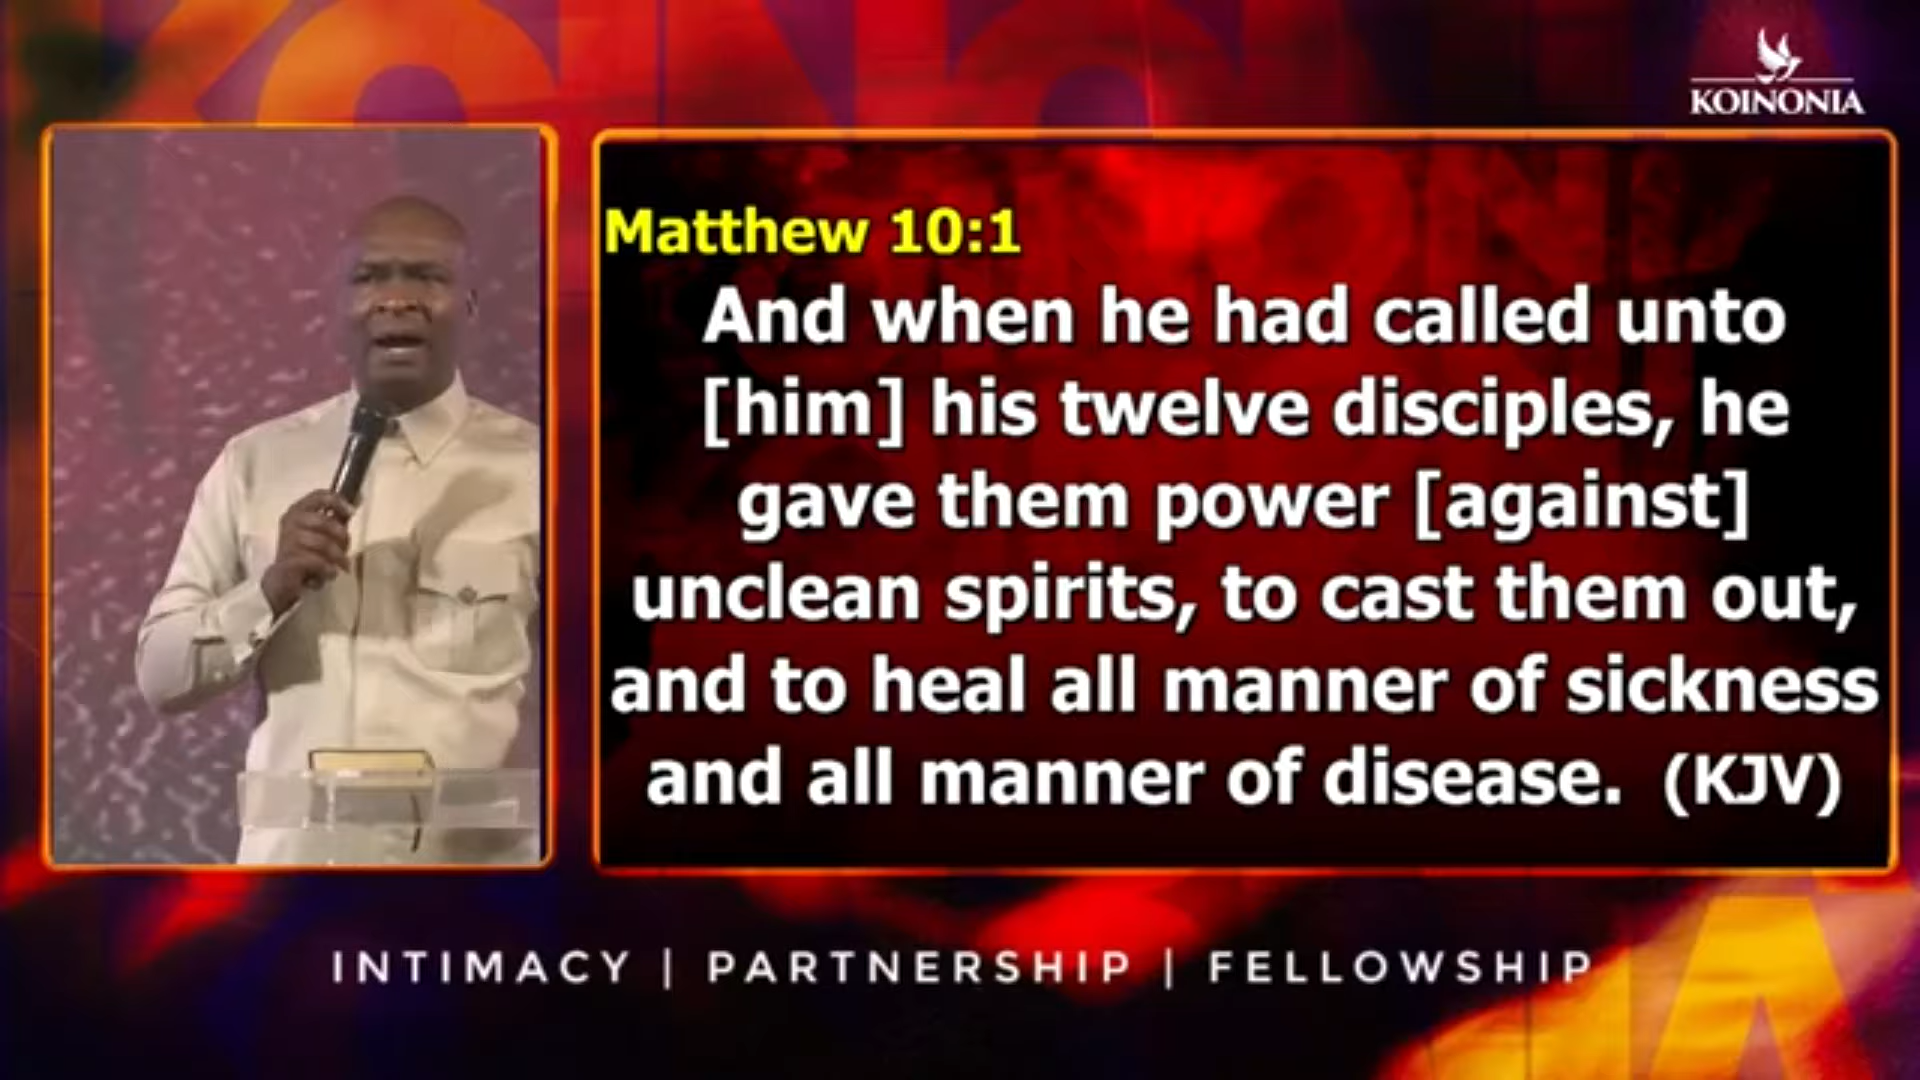 KOINONIA
Matthew 10:1
And when he had called unto
[him] his twelve disciples, he
gave them power [against]
unclean spirits, to cast them out,
and to heal all manner of sickness
and all manner of disease. (KJV)
INTIMACY | PARTNERSHIP | FELLOWSHIP